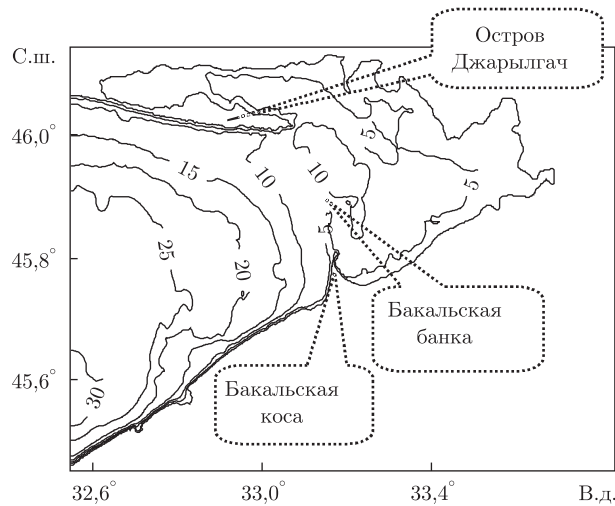 Остров
Джарылгач
С.ш.
46,0°
45,8°
45,6°
5
15
10
10
5
5
20
25
30
Бакальская
банка
Бакальская
коса
32,6°
33,0°
33,4°
В.д.